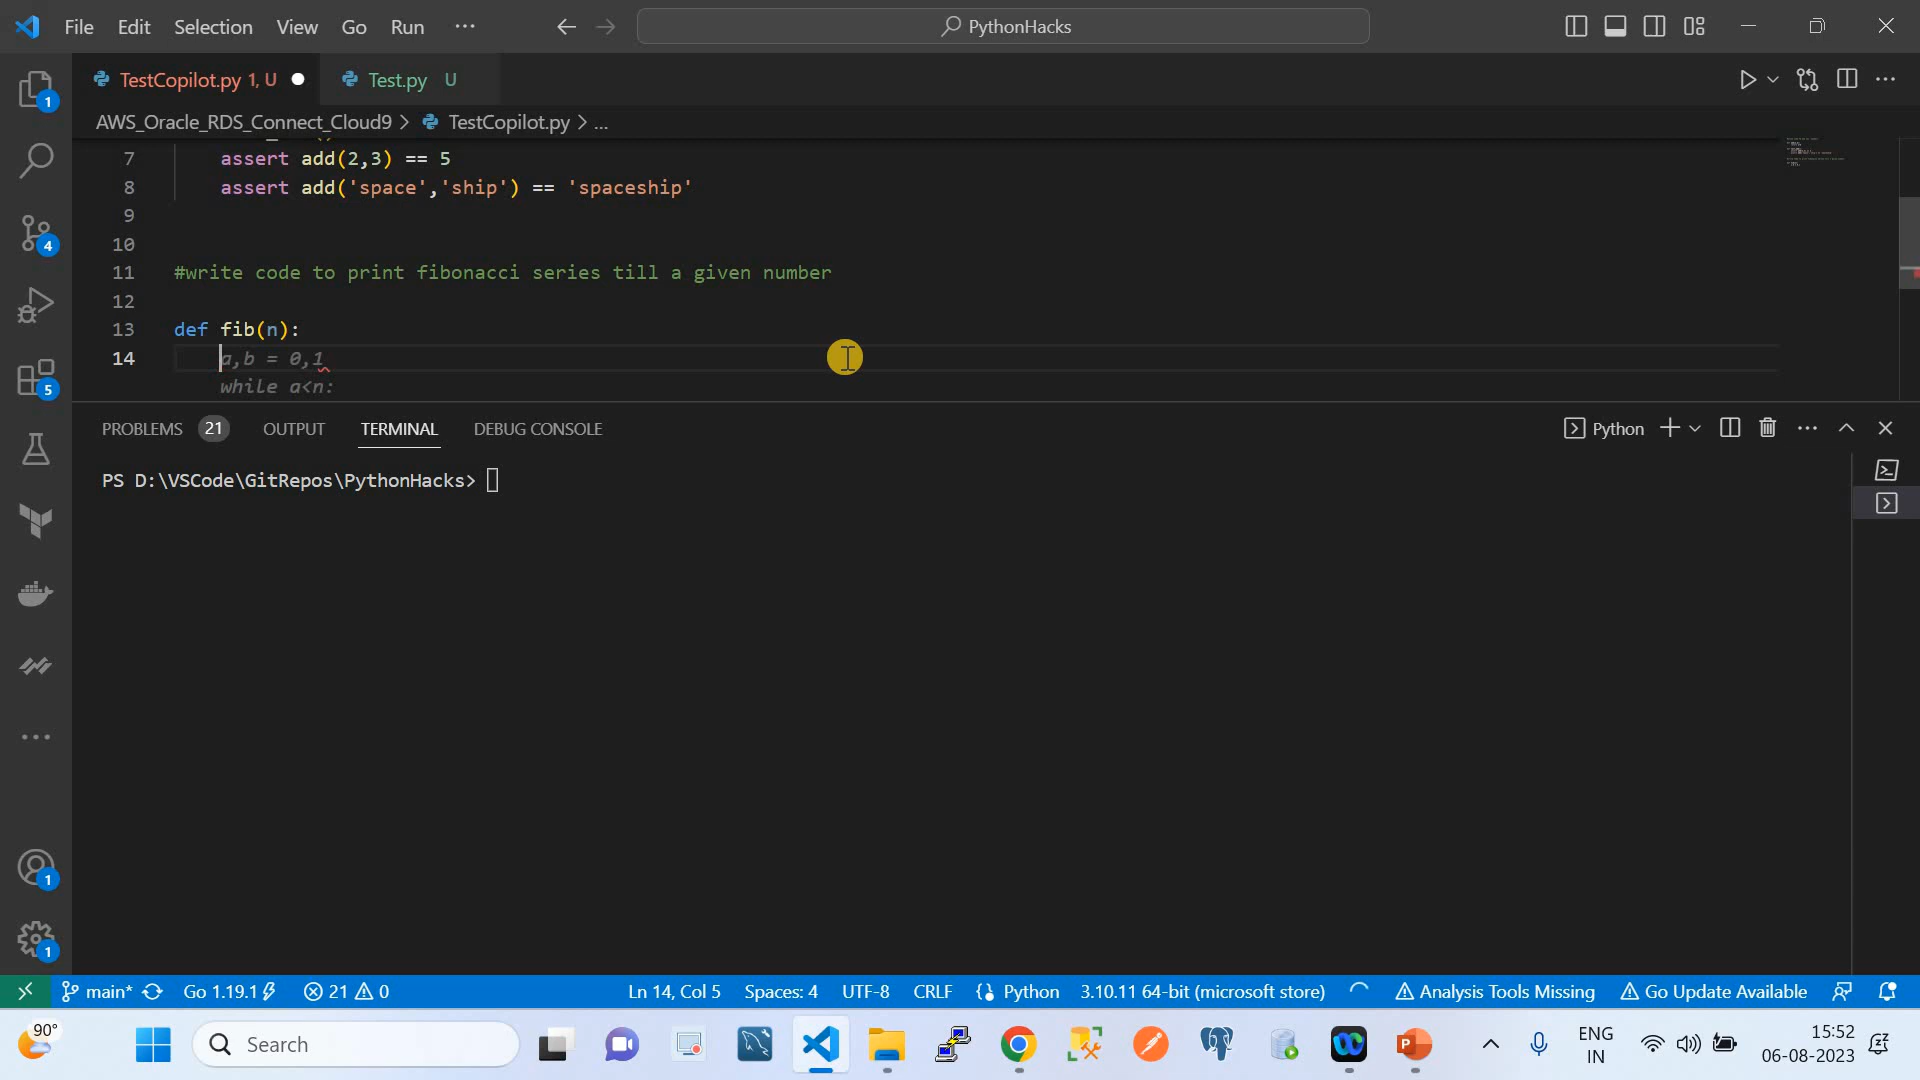 File Edit Selection View Go Run ··· PythonHacks
TestCopilot.py 1, U Test.py U
AWS_Oracle_RDS_Connect_Cloud9 > TestCopilot.py > ...
7 assert add(2,3) == 5
8 assert add('space','ship') == 'spaceship'
9
10
11 #write code to print fibonacci series till a given number
12
13 def fib(n):
14 a,b = 0,1
while a<n:
PROBLEMS 21 OUTPUT TERMINAL DEBUG CONSOLE Python
PS D:\VSCode\GitRepos\PythonHacks>
1
4
5
1
1
main* Go 1.19.1 21 0 Ln 14, Col 5 Spaces: 4 UTF-8 CRLF Python 3.10.11 64-bit (microsoft store) Analysis Tools Missing Go Update Available
90° Search ENG 15:52
IN 06-08-2023